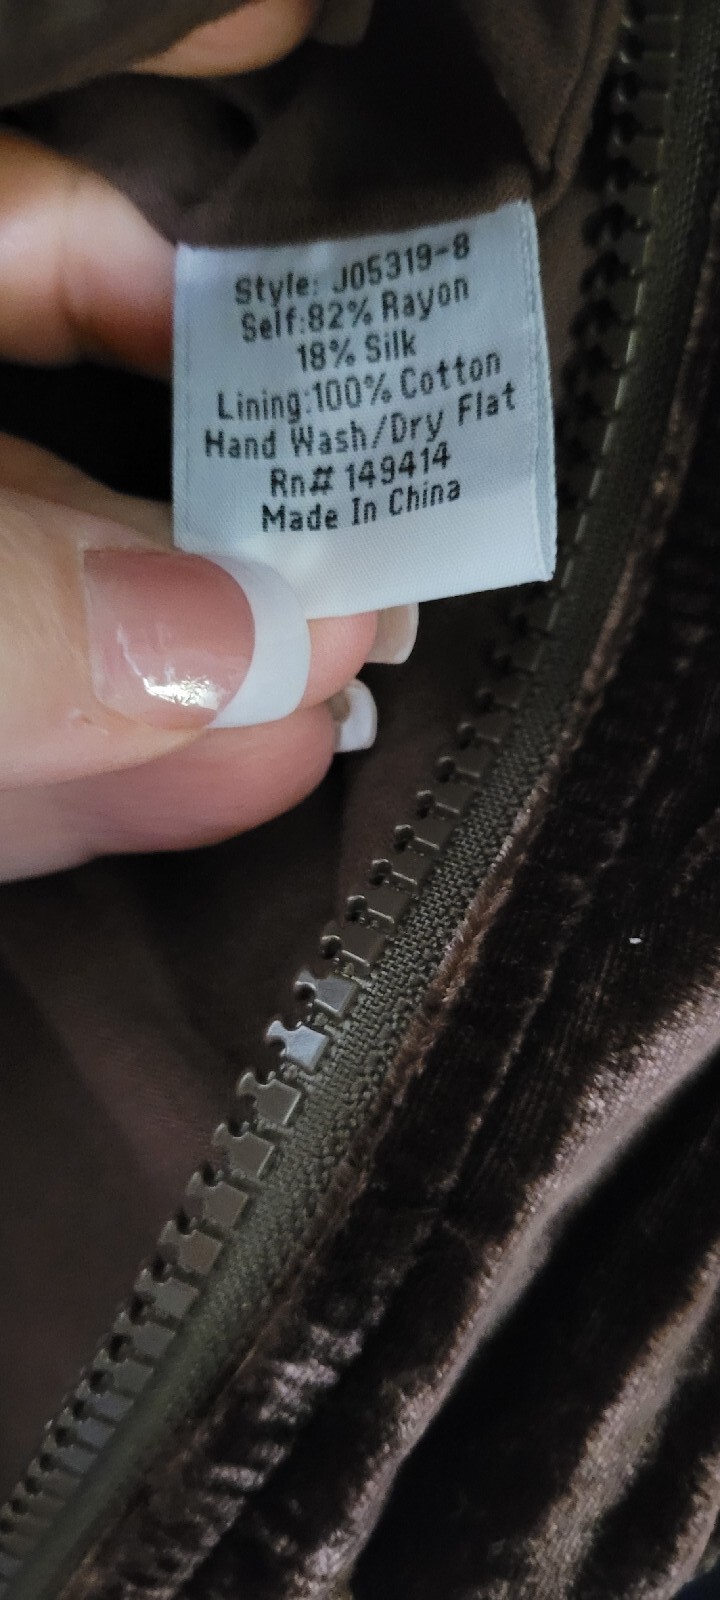 Style: J05319-8
Self:82% Rayon
18% Silk
Lining:100% Cotton
Hand Wash/Dry Flat
Rn# 149414
Made In China